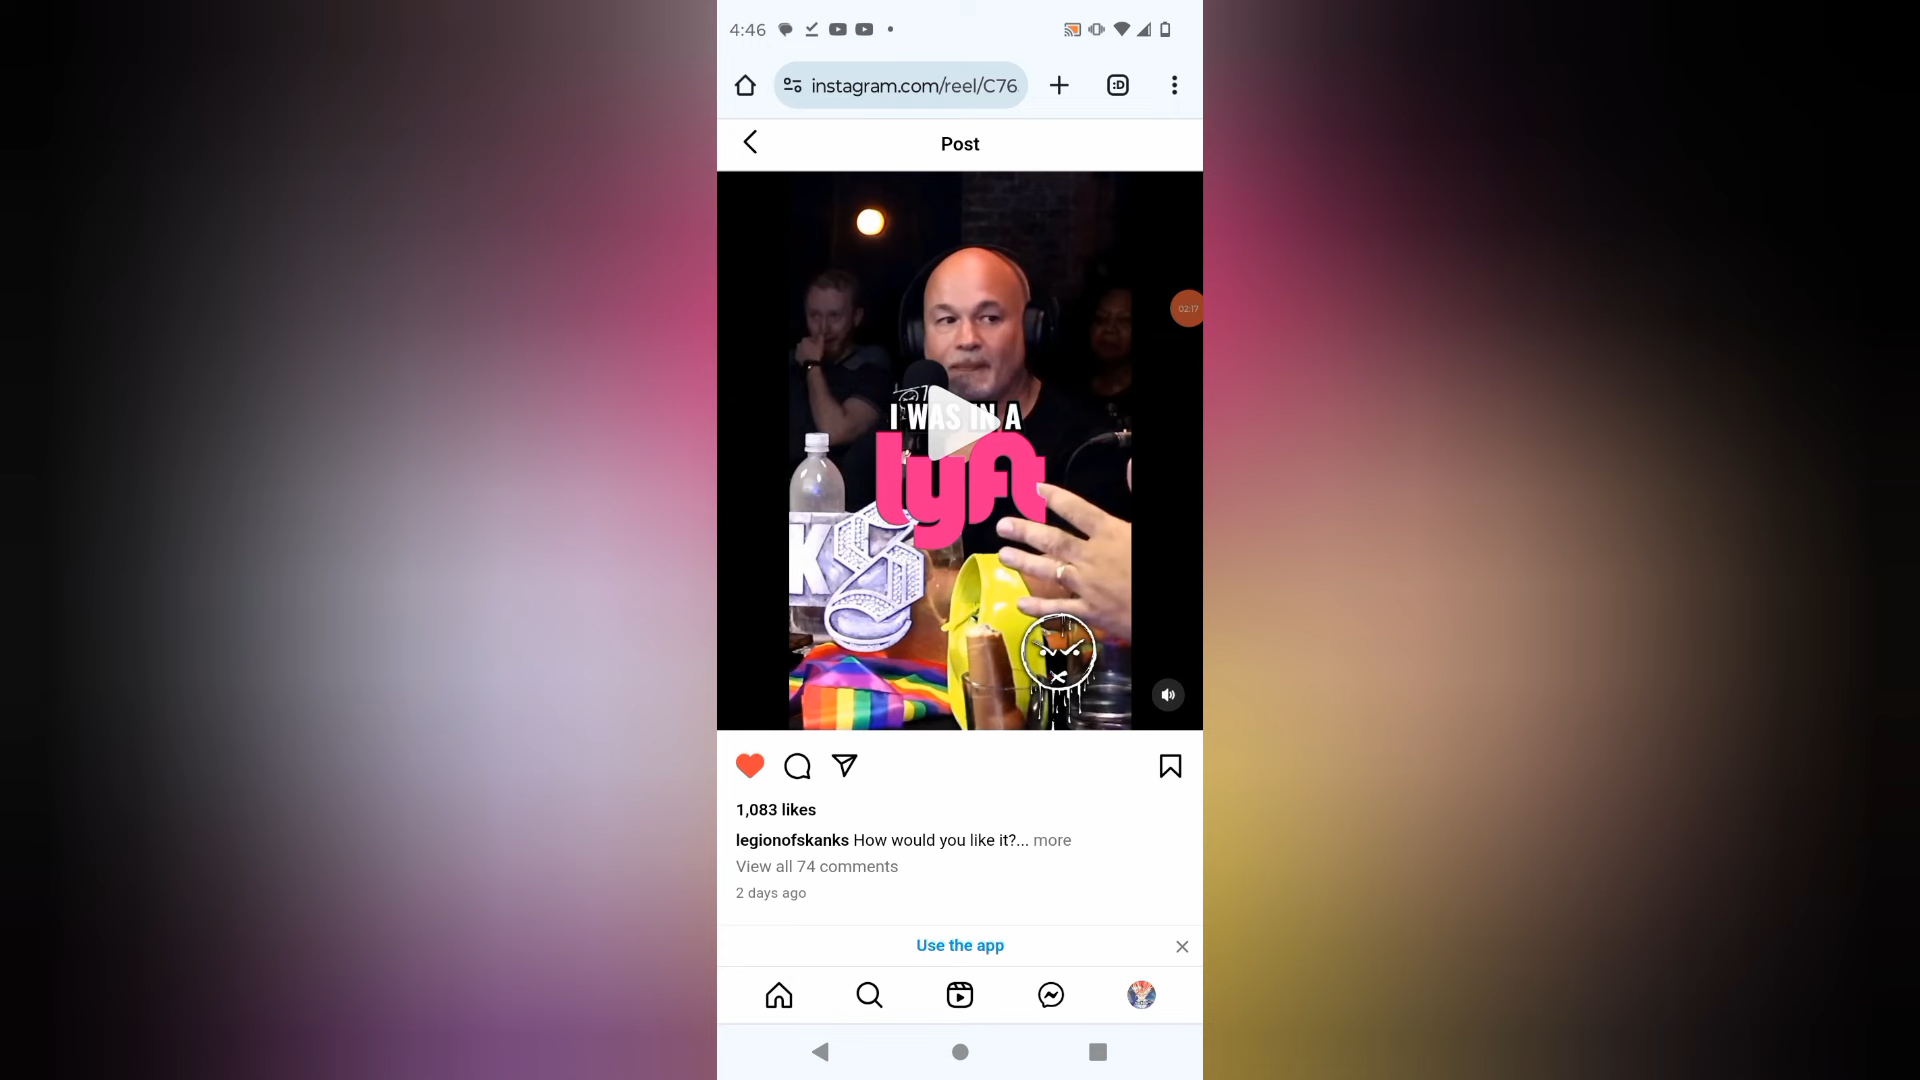 4:46
instagram.com/reel/C76
:D
Post
02:17
I WAS IN A
lyft
KS
1,083 likes
legionofskanks How would you like it?... more
View all 74 comments
2 days ago
Use the app